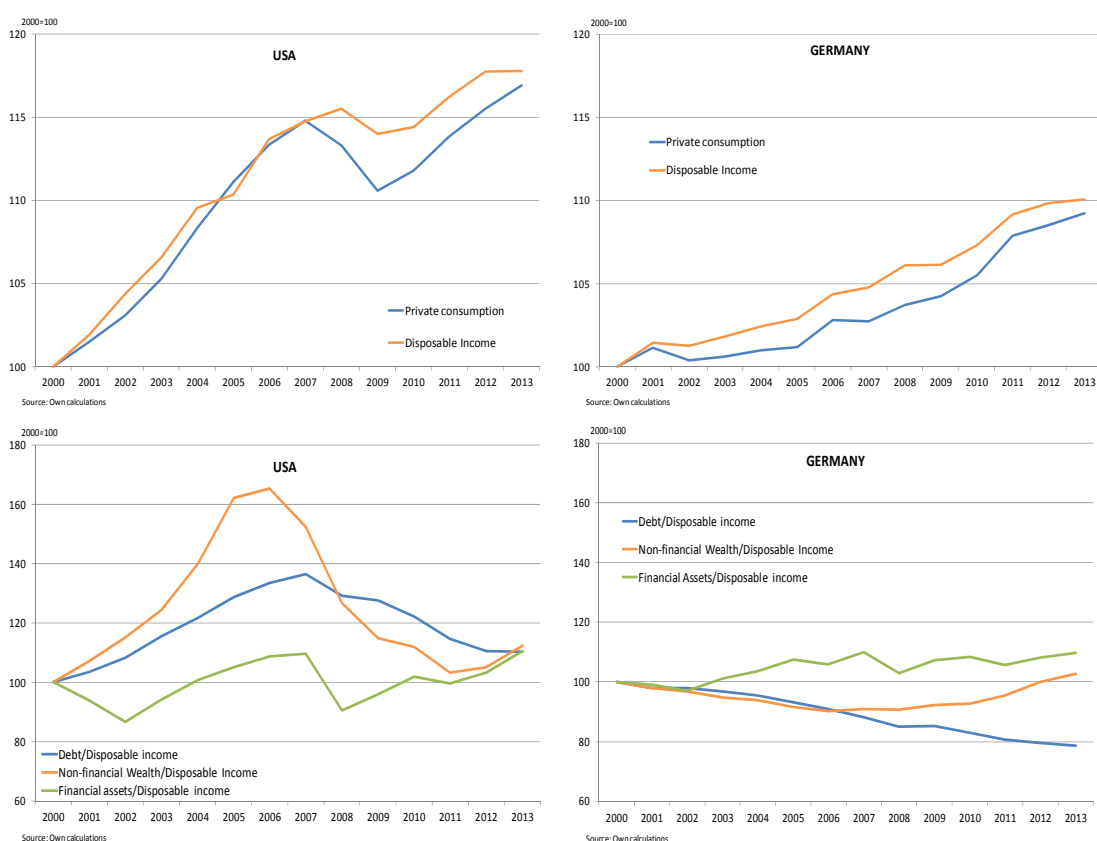 2000=100
USA
120
115
110
105
100
Private consumption
Disposable Income
2000 2001 2002 2003 2004 2005 2006 2007 2008 2009 2010 2011 2012 2013
Source: Own calculations
2000=100
GERMANY
120
115
110
105
100
Private consumption
Disposable Income
2000 2001 2002 2003 2004 2005 2006 2007 2008 2009 2010 2011 2012 2013
Source: Own calculations
2000=100
USA
180
160
140
120
100
80
60
Debt/Disposable income
Non-financial Wealth/Disposable Income
Financial assets/Disposable income
2000 2001 2002 2003 2004 2005 2006 2007 2008 2009 2010 2011 2012 2013
Source: Own calculations
2000=100
GERMANY
180
160
140
120
100
80
60
Debt/Disposable income
Non-financial Wealth/Disposable Income
Financial Assets/Disposable income
2000 2001 2002 2003 2004 2005 2006 2007 2008 2009 2010 2011 2012 2013
Source: Own calculations